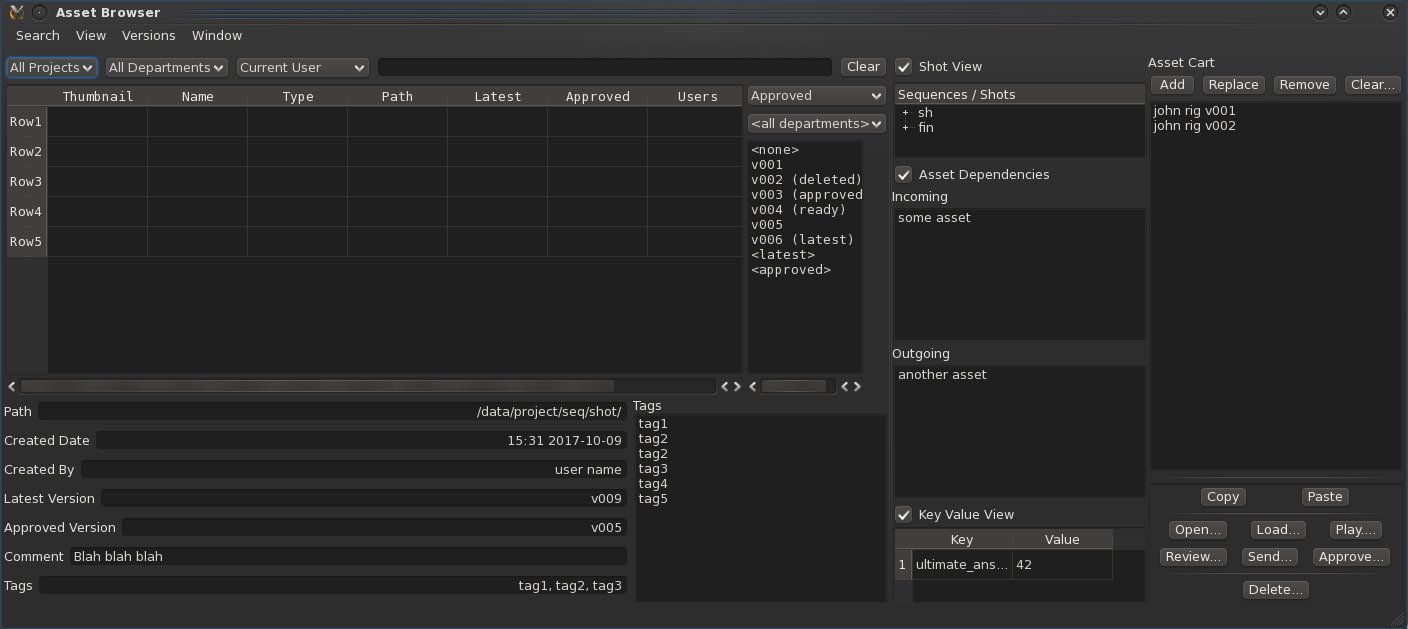 Asset Browser
Search View Versions Window
All Projects All Departments Current User Clear
Thumbnail Name Type Path Latest Approved Users
Row1
Row2
Row3
Row4
Row5
Approved
<all departments>
<none>
v001
v002 (deleted)
v003 (approved
v004 (ready)
v005
v006 (latest)
<latest>
<approved>
Path /data/project/seq/shot/
Created Date 15:31 2017-10-09
Created By user name
Latest Version v009
Approved Version v005
Comment Blah blah blah
Tags tag1, tag2, tag3
Tags
tag1
tag2
tag2
tag3
tag4
tag5
Shot View
Sequences / Shots
sh
fin
Asset Dependencies
Incoming
some asset
Outgoing
another asset
Key Value View
Key Value
1 ultimate_ans... 42
Asset Cart
Add Replace Remove Clear...
john rig v001
john rig v002
Copy Paste
Open... Load... Play....
Review... Send... Approve...
Delete...